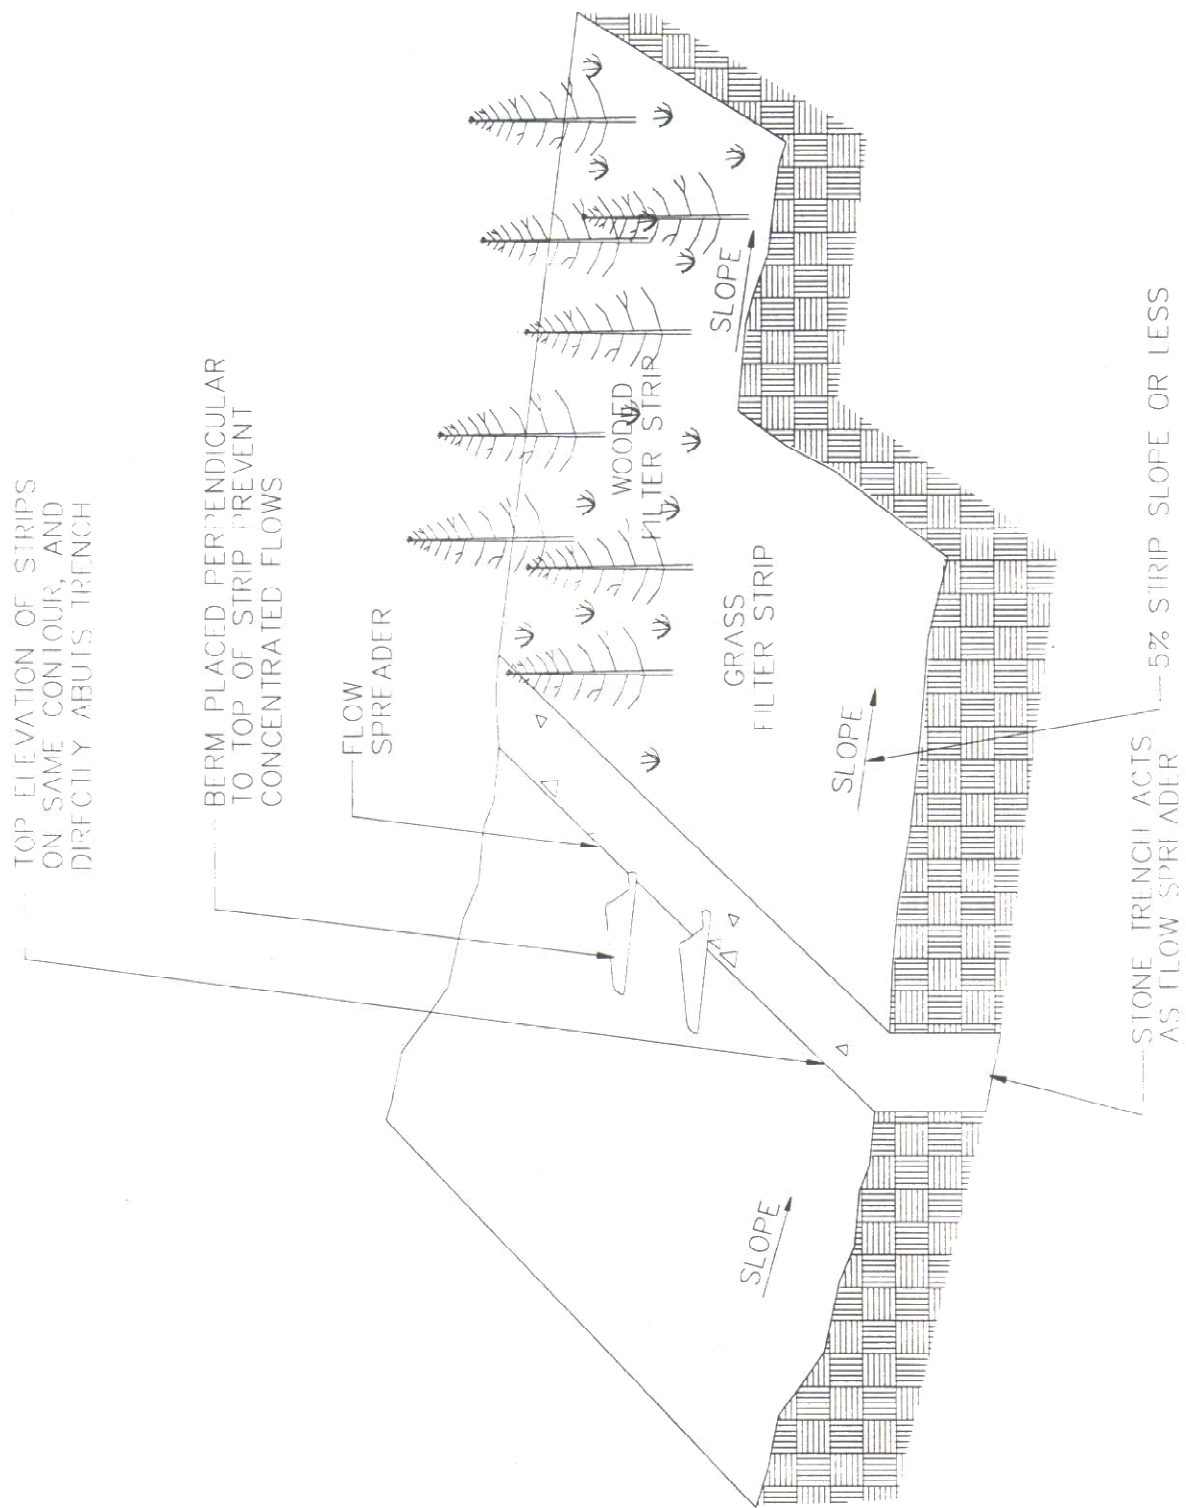 TOP ELEVATION OF STRIPS
ON SAME CONTOUR, AND
DIRECTLY ABUTS TRENCH
BERM PLACED PERPENDICULAR
TO TOP OF STRIP PREVENT
CONCENTRATED FLOWS
FLOW
SPREADER
WOODED
FILTER STRIP
GRASS
FILTER STRIP
SLOPE
SLOPE
SLOPE
STONE TRENCH ACTS
AS FLOW SPREADER
5% STRIP SLOPE OR LESS